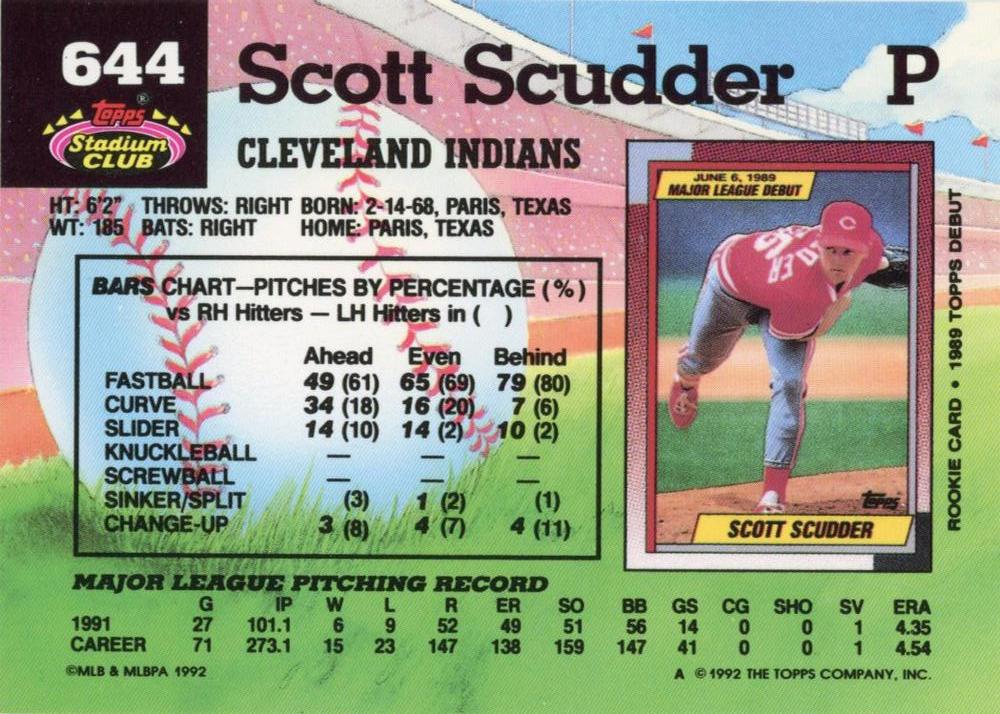 644
Scott Scudder P
Topps®
Stadium
CLUB
CLEVELAND INDIANS
HT: 6'2" THROWS: RIGHT BORN: 2-14-68, PARIS, TEXAS
WT: 185 BATS: RIGHT HOME: PARIS, TEXAS
JUNE 6, 1989
MAJOR LEAGUE DEBUT
Topps
SCOTT SCUDDER
ROOKIE CARD • 1989 TOPPS DEBUT
BARS CHART—PITCHES BY PERCENTAGE (%)
vs RH Hitters — LH Hitters in ( )
Ahead Even Behind
FASTBALL 49 (61) 65 (69) 79 (80)
CURVE 34 (18) 16 (20) 7 (6)
SLIDER 14 (10) 14 (2) 10 (2)
KNUCKLEBALL — — —
SCREWBALL — — —
SINKER/SPLIT (3) 1 (2) (1)
CHANGE-UP 3 (8) 4 (7) 4 (11)
MAJOR LEAGUE PITCHING RECORD
G IP W L R ER SO BB GS CG SHO SV ERA
1991 27 101.1 6 9 52 49 51 56 14 0 0 1 4.35
CAREER 71 273.1 15 23 147 138 159 147 41 0 0 1 4.54
©MLB & MLBPA 1992
A © 1992 THE TOPPS COMPANY, INC.